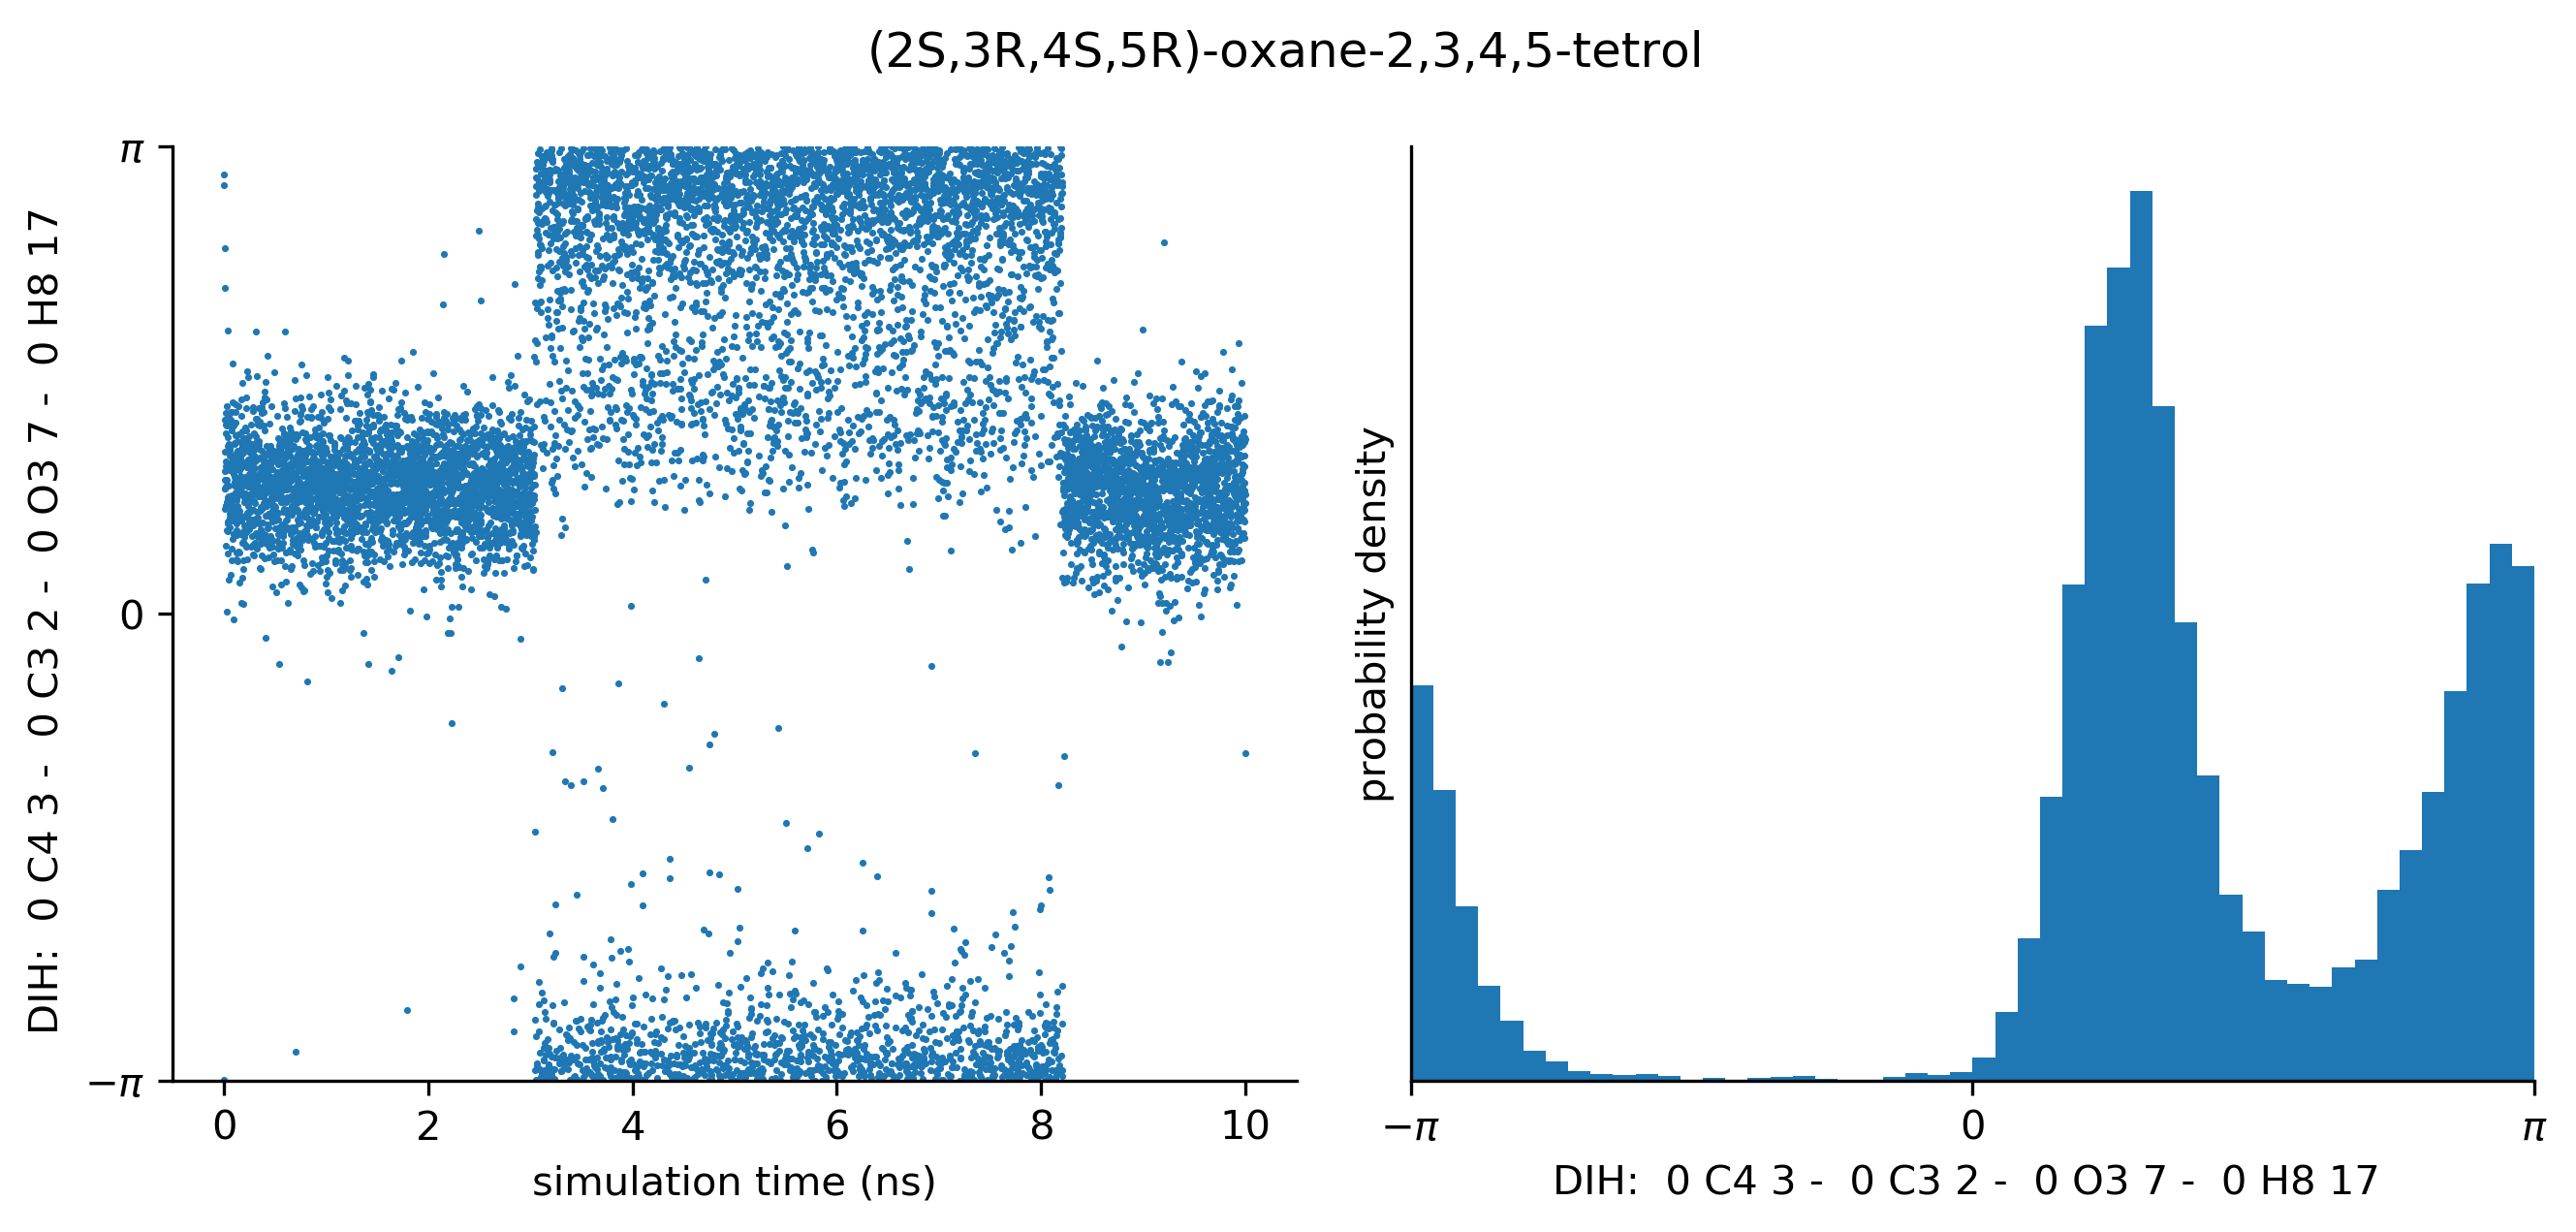 (2S,3R,4S,5R)-oxane-2,3,4,5-tetrol
DIH: 0 C4 3 - 0 C3 2 - 0 O3 7 - 0 H8 17
π
0
−π
0 2 4 6 8 10
simulation time (ns)
probability density
−π 0 π
DIH: 0 C4 3 - 0 C3 2 - 0 O3 7 - 0 H8 17